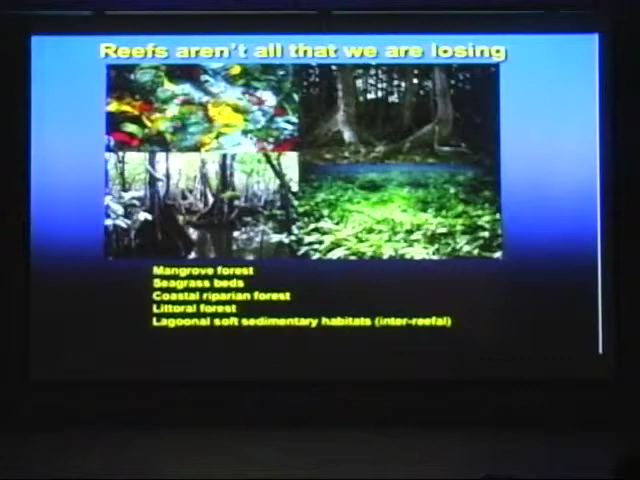 Reefs aren't all that we are losing
Mangrove forest
Seagrass beds
Coastal riparian forest
Littoral forest
Lagoonal soft sedimentary habitats (inter-reefal)